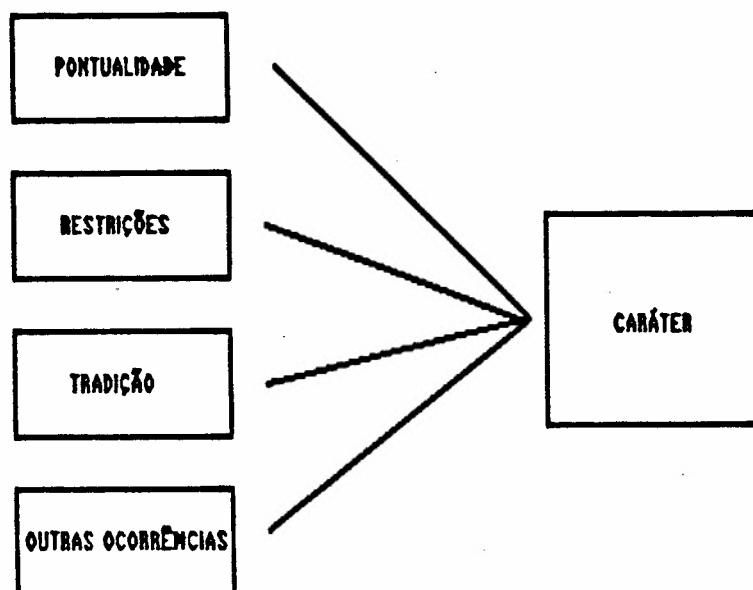 PONTUALIDADE
RESTRIÇÕES
TRADIÇÃO
OUTRAS OCORRÊNCIAS
CARÁTER